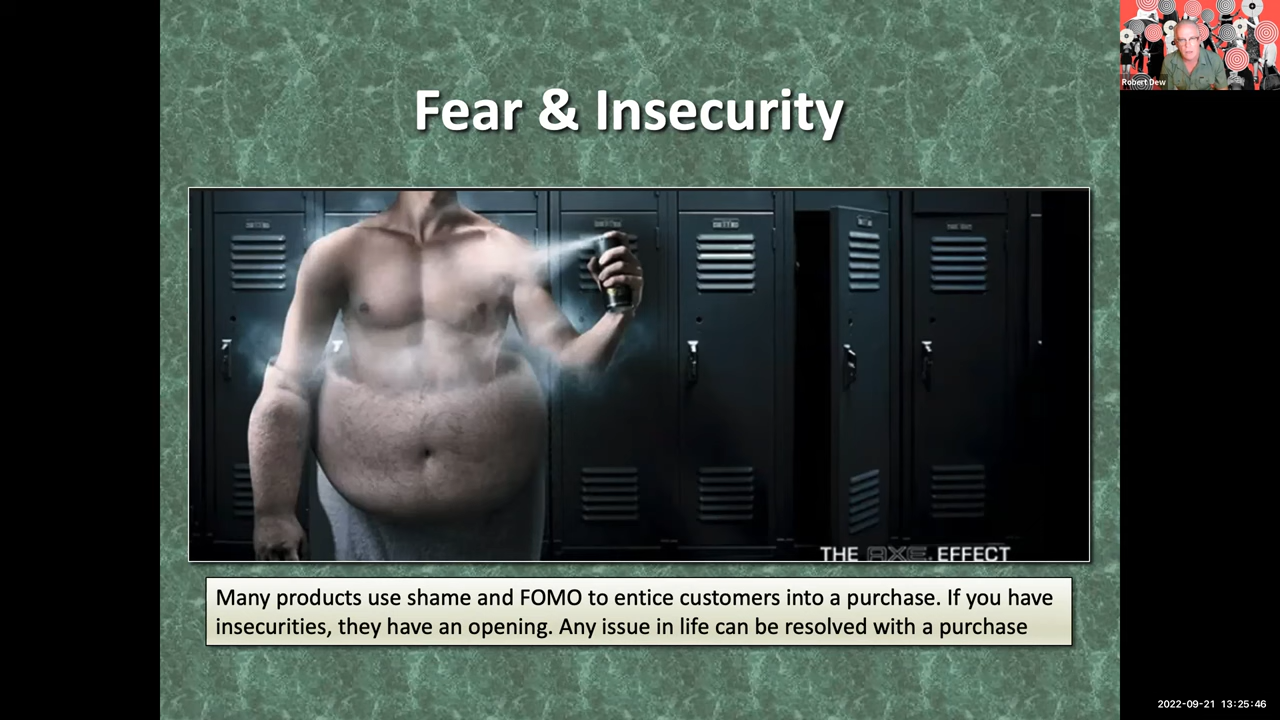 Robert Dew
Fear & Insecurity
THE AXE EFFECT
Many products use shame and FOMO to entice customers into a purchase. If you have
insecurities, they have an opening. Any issue in life can be resolved with a purchase
2022-09-21 13:25:46